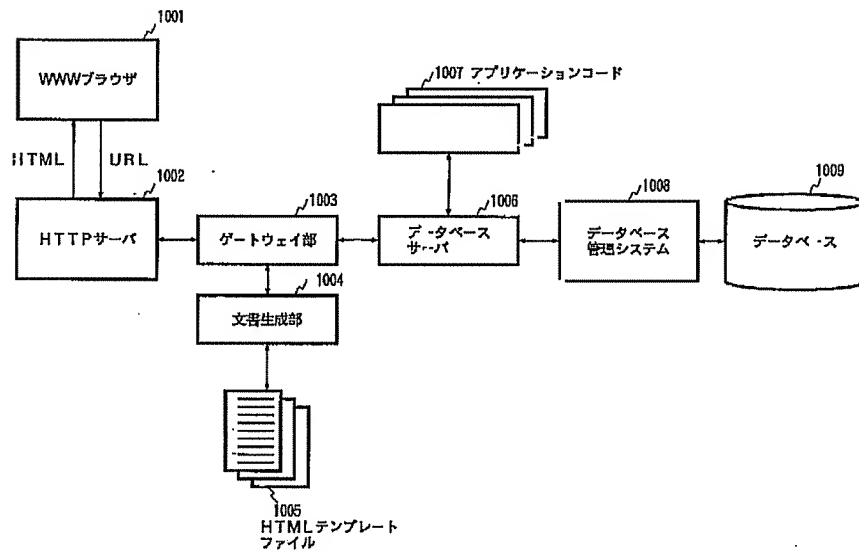 1001
WWWブラウザ
HTML
URL
1002
HTTPサーバ
1003
ゲートウェイ部
1004
文書生成部
1005
HTMLテンプレート
ファイル
1007 アプリケーションコード
1006
データベース
サーバ
1008
データベース
管理システム
1009
データベース